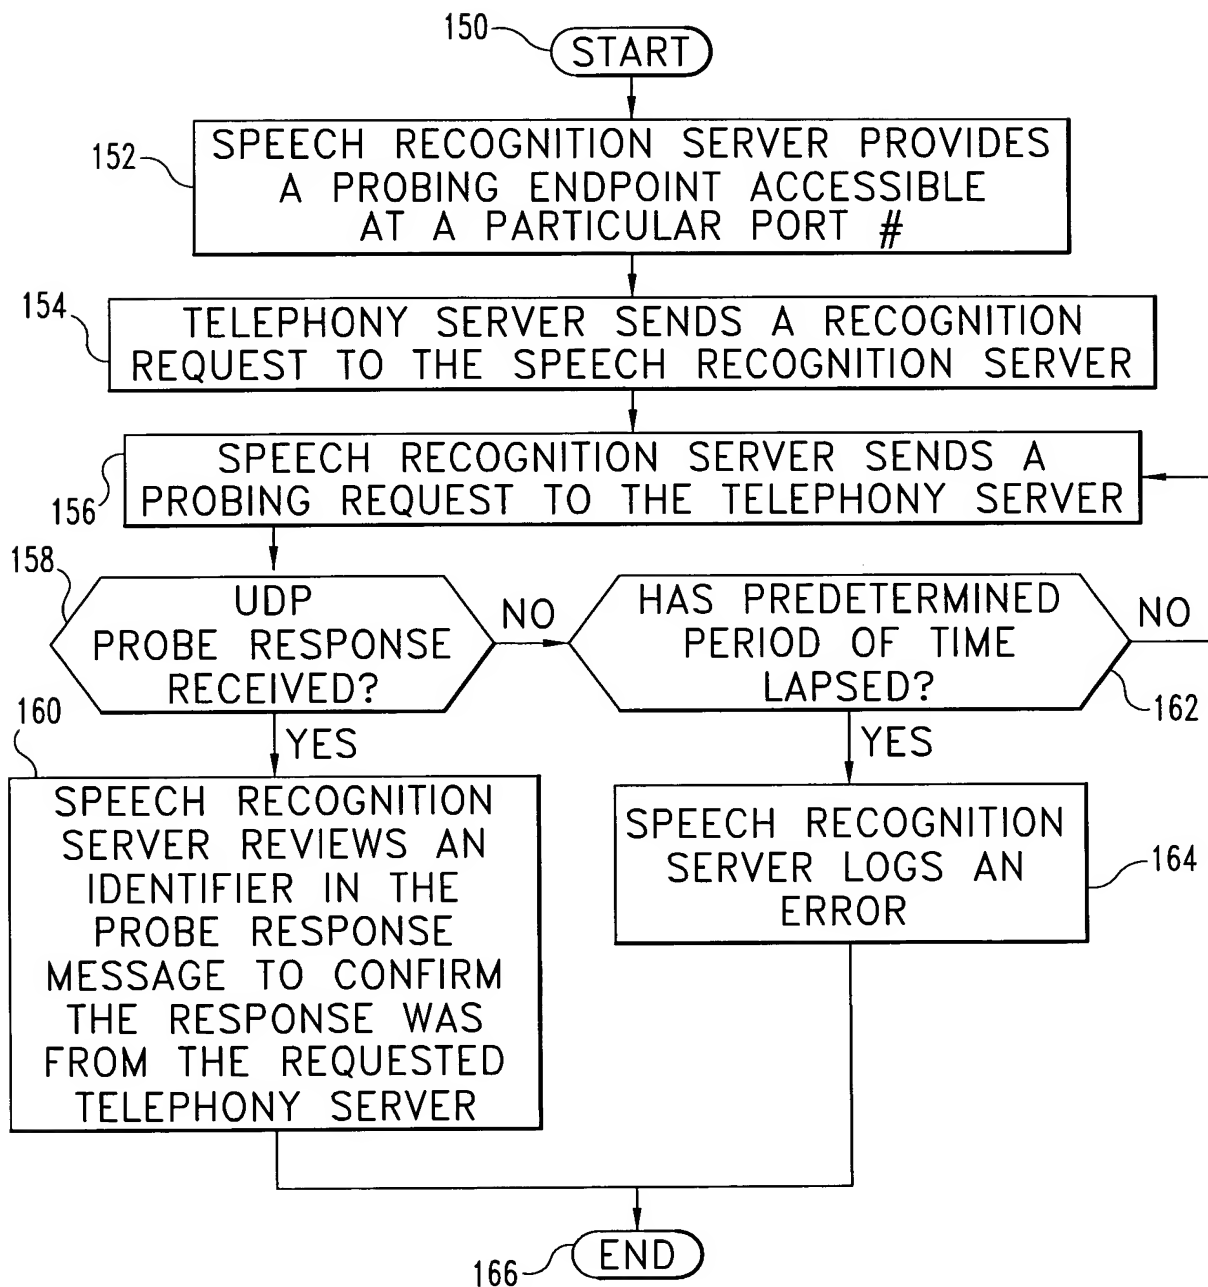 150
START
152
SPEECH RECOGNITION SERVER PROVIDES
A PROBING ENDPOINT ACCESSIBLE
AT A PARTICULAR PORT #
154
TELEPHONY SERVER SENDS A RECOGNITION
REQUEST TO THE SPEECH RECOGNITION SERVER
156
SPEECH RECOGNITION SERVER SENDS A
PROBING REQUEST TO THE TELEPHONY SERVER
158
UDP
PROBE RESPONSE
RECEIVED?
NO
HAS PREDETERMINED
PERIOD OF TIME
LAPSED?
NO
162
160
YES
YES
SPEECH RECOGNITION
SERVER REVIEWS AN
IDENTIFIER IN THE
PROBE RESPONSE
MESSAGE TO CONFIRM
THE RESPONSE WAS
FROM THE REQUESTED
TELEPHONY SERVER
SPEECH RECOGNITION
SERVER LOGS AN
ERROR
164
END
166